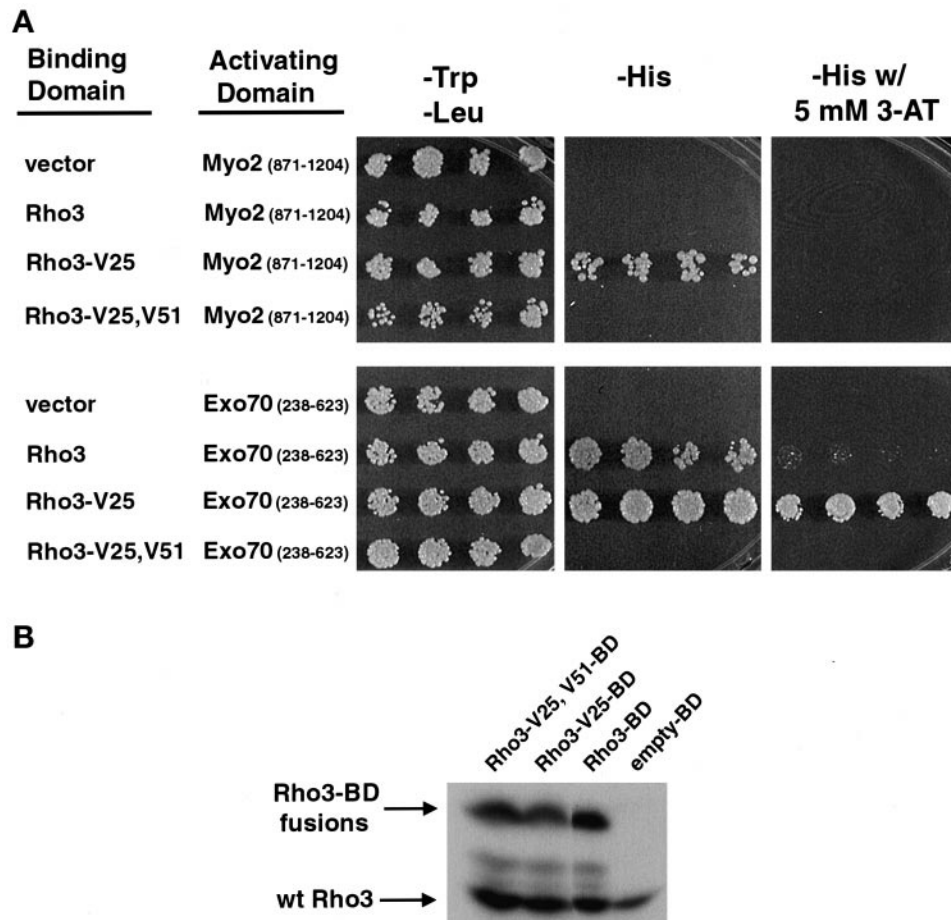 A
Binding Domain
Activating Domain
-Trp
-Leu
-His
-His w/
5 mM 3-AT
vector Myo2 (871-1204)
Rho3 Myo2 (871-1204)
Rho3-V25 Myo2 (871-1204)
Rho3-V25,V51 Myo2 (871-1204)
vector Exo70 (238-623)
Rho3 Exo70 (238-623)
Rho3-V25 Exo70 (238-623)
Rho3-V25,V51 Exo70 (238-623)
B
Rho3-V25, V51-BD
Rho3-V25-BD
Rho3-BD
empty-BD
Rho3-BD
fusions
wt Rho3